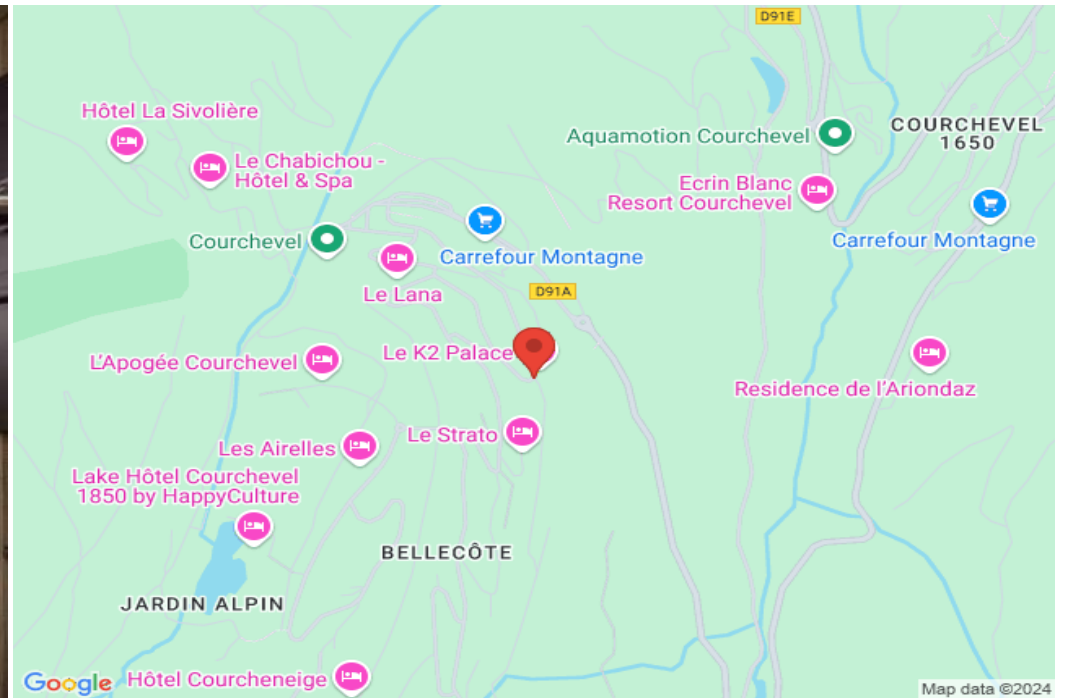 D91E
Hôtel La Sivolière
Aquamotion Courchevel
COURCHEVEL
1650
Le Chabichou -
Hôtel & Spa
Ecrin Blanc
Resort Courchevel
Courchevel
Carrefour Montagne
Carrefour Montagne
Le Lana
D91A
L'Apogée Courchevel
Le K2 Palace
Residence de l'Ariondaz
Le Strato
Les Airelles
Lake Hôtel Courchevel
1850 by HappyCulture
BELLECÔTE
JARDIN ALPIN
Google
Hôtel Courcheneige
Map data ©2024